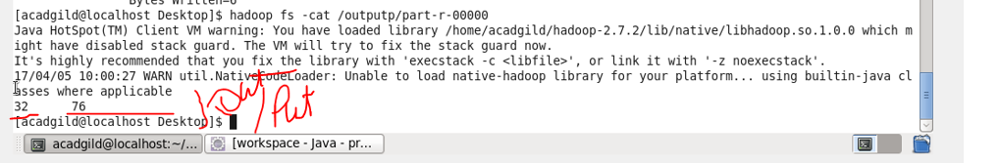 Bytes Written=6
[acadgild@localhost Desktop]$ hadoop fs -cat /outputp/part-r-00000
Java HotSpot(TM) Client VM warning: You have loaded library /home/acadgild/hadoop-2.7.2/lib/native/libhadoop.so.1.0.0 which m
ight have disabled stack guard. The VM will try to fix the stack guard now.
It's highly recommended that you fix the library with 'execstack -c <libfile>', or link it with '-z noexecstack'.
17/04/05 10:00:27 WARN util.NativeCodeLoader: Unable to load native-hadoop library for your platform... using builtin-java cl
asses where applicable
32 76
Out/Put
[acadgild@localhost Desktop]$
acadgild@localhost:~/...
[workspace - Java - pr...